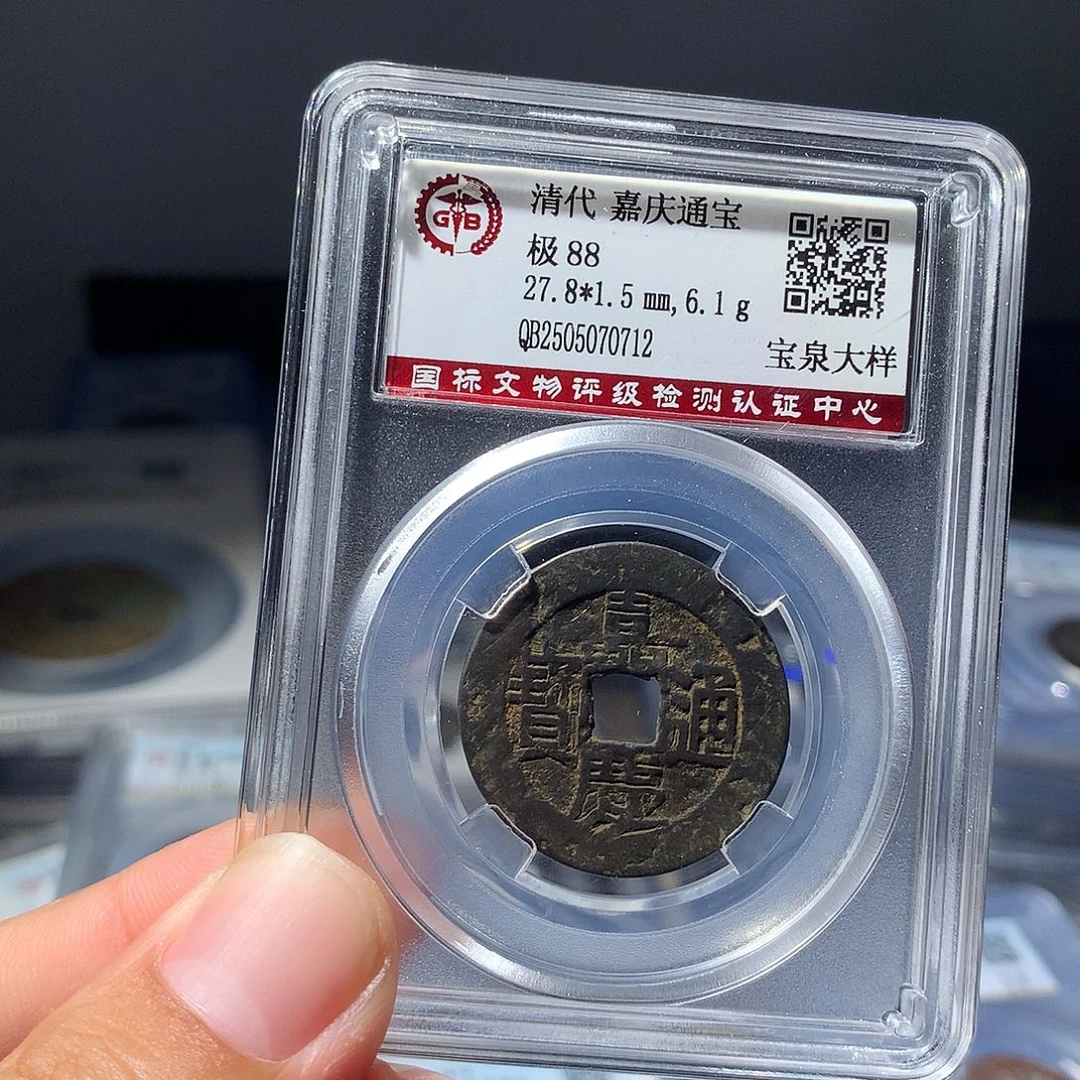 GB
清代 嘉庆通宝
极 88
27.8*1.5 mm, 6.1 g
QB2505070712
宝泉大样
国标文物评级检测认证中心
嘉慶通寶